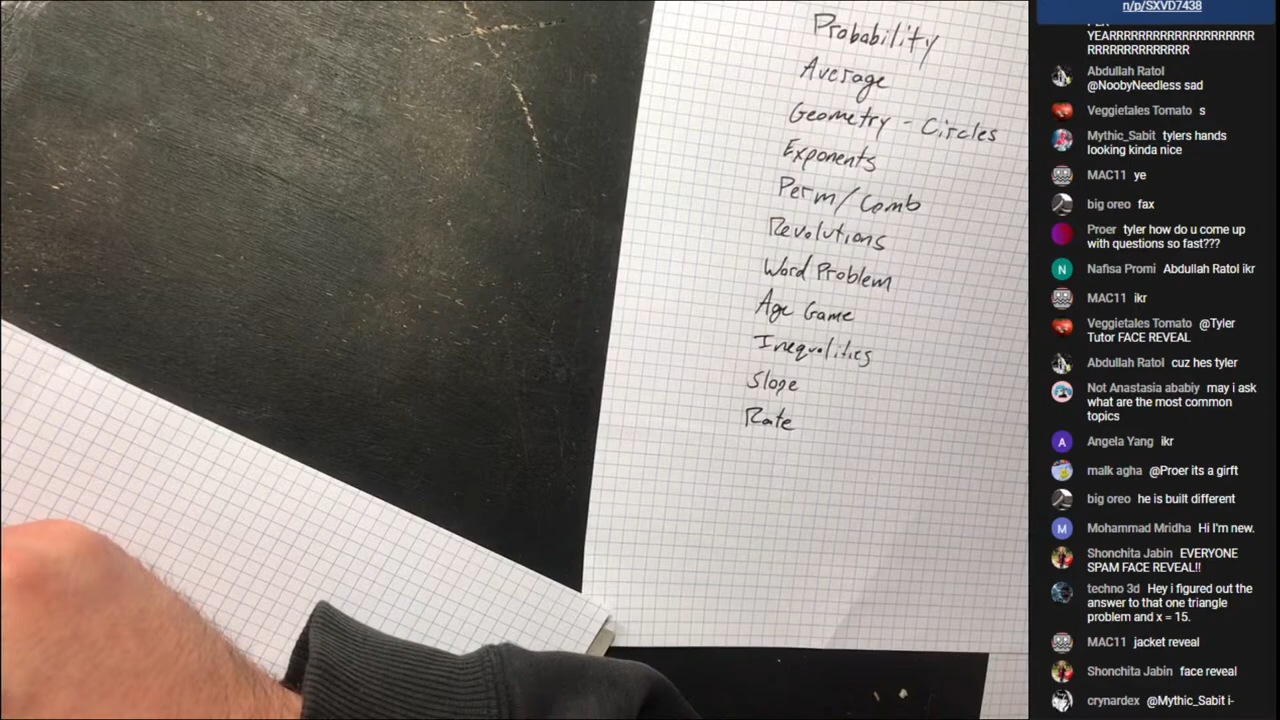 Probability
Average
Geometry - Circles
Exponents
Perm/Comb
Revolutions
Word Problem
Age Game
Inequalities
Slope
Rate
n/p/SXVD7438
YEARRRRRRRRRRRRRRRRRRRR
RRRRRRRRRRRRRRR
Abdullah Ratol
@NoobyNeedless sad
Veggietales Tomato s
Mythic_Sabit tylers hands
looking kinda nice
MAC11 ye
big oreo fax
Proer tyler how do u come up
with questions so fast???
N
Nafisa Promi Abdullah Ratol ikr
MAC11 ikr
Veggietales Tomato @Tyler
Tutor FACE REVEAL
Abdullah Ratol cuz hes tyler
Not Anastasia ababiy may i ask
what are the most common
topics
A
Angela Yang ikr
malk agha @Proer its a girft
big oreo he is built different
M
Mohammad Mridha Hi I'm new.
Shonchita Jabin EVERYONE
SPAM FACE REVEAL!!
techno 3d Hey i figured out the
answer to that one triangle
problem and x = 15.
MAC11 jacket reveal
Shonchita Jabin face reveal
crynardex @Mythic_Sabit i-